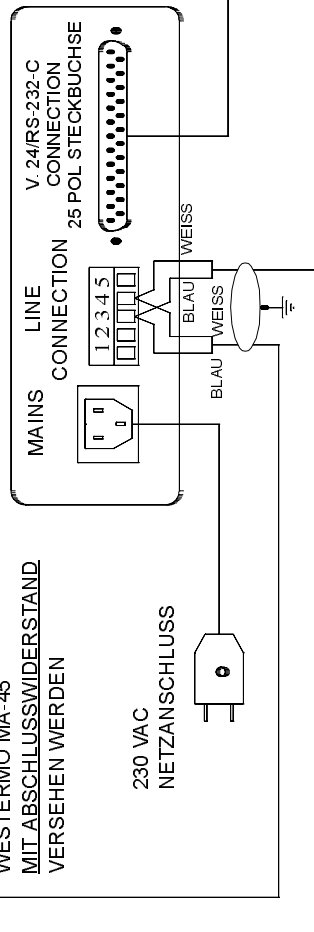 V. 24/RS-232-C
CONNECTION
25 POL STECKBUCHSE
LINE
CONNECTION
1 2 3 4 5
MAINS
WEISS
BLAU
WEISS
BLAU
WESTERMO MA-45
MIT ABSCHLUSSWIDERSTAND
VERSEHEN WERDEN
230 VAC
NETZANSCHLUSS